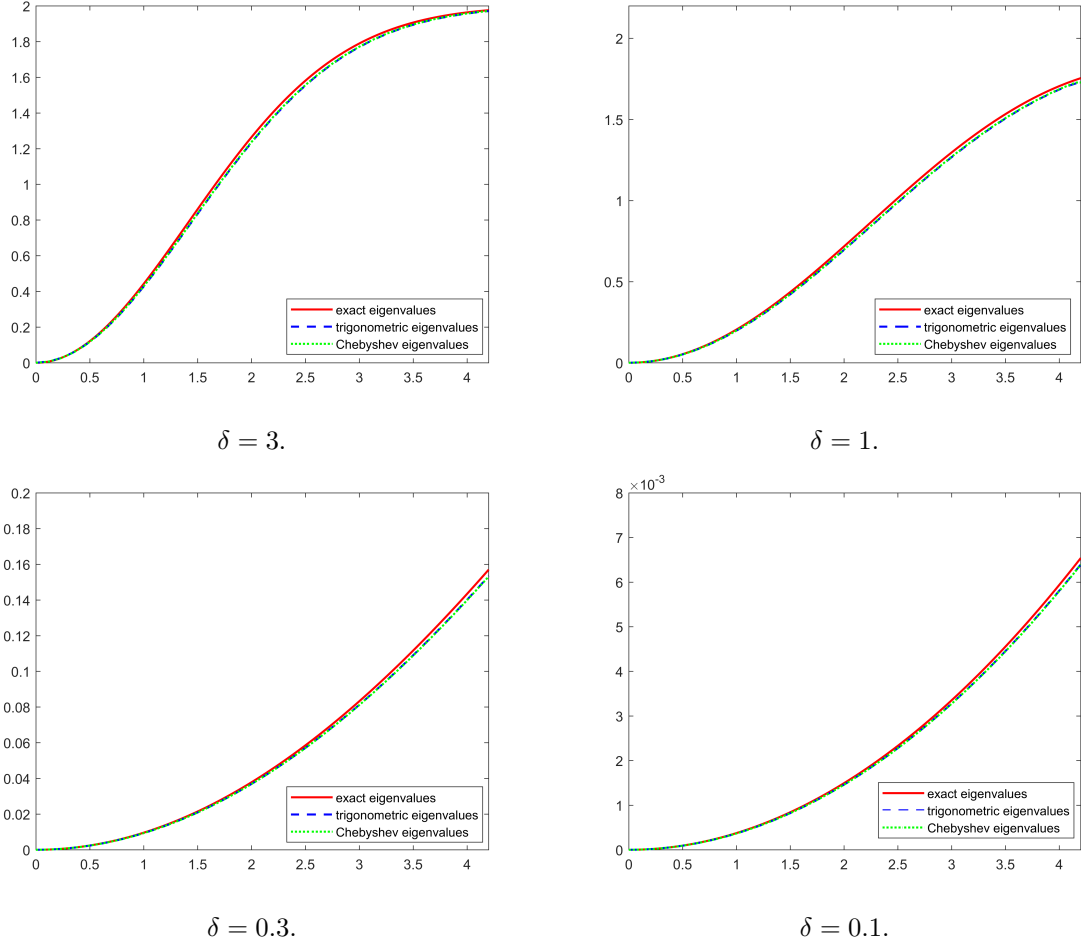 2
1.8
1.6
1.4
1.2
1
0.8
0.6
0.4
0.2
0
0 0.5 1 1.5 2 2.5 3 3.5 4
exact eigenvalues
trigonometric eigenvalues
Chebyshev eigenvalues
δ = 3.
2
1.5
1
0.5
0
0 0.5 1 1.5 2 2.5 3 3.5 4
exact eigenvalues
trigonometric eigenvalues
Chebyshev eigenvalues
δ = 1.
0.2
0.18
0.16
0.14
0.12
0.1
0.08
0.06
0.04
0.02
0
0 0.5 1 1.5 2 2.5 3 3.5 4
exact eigenvalues
trigonometric eigenvalues
Chebyshev eigenvalues
δ = 0.3.
×10⁻³
8
7
6
5
4
3
2
1
0
0 0.5 1 1.5 2 2.5 3 3.5 4
exact eigenvalues
trigonometric eigenvalues
Chebyshev eigenvalues
δ = 0.1.